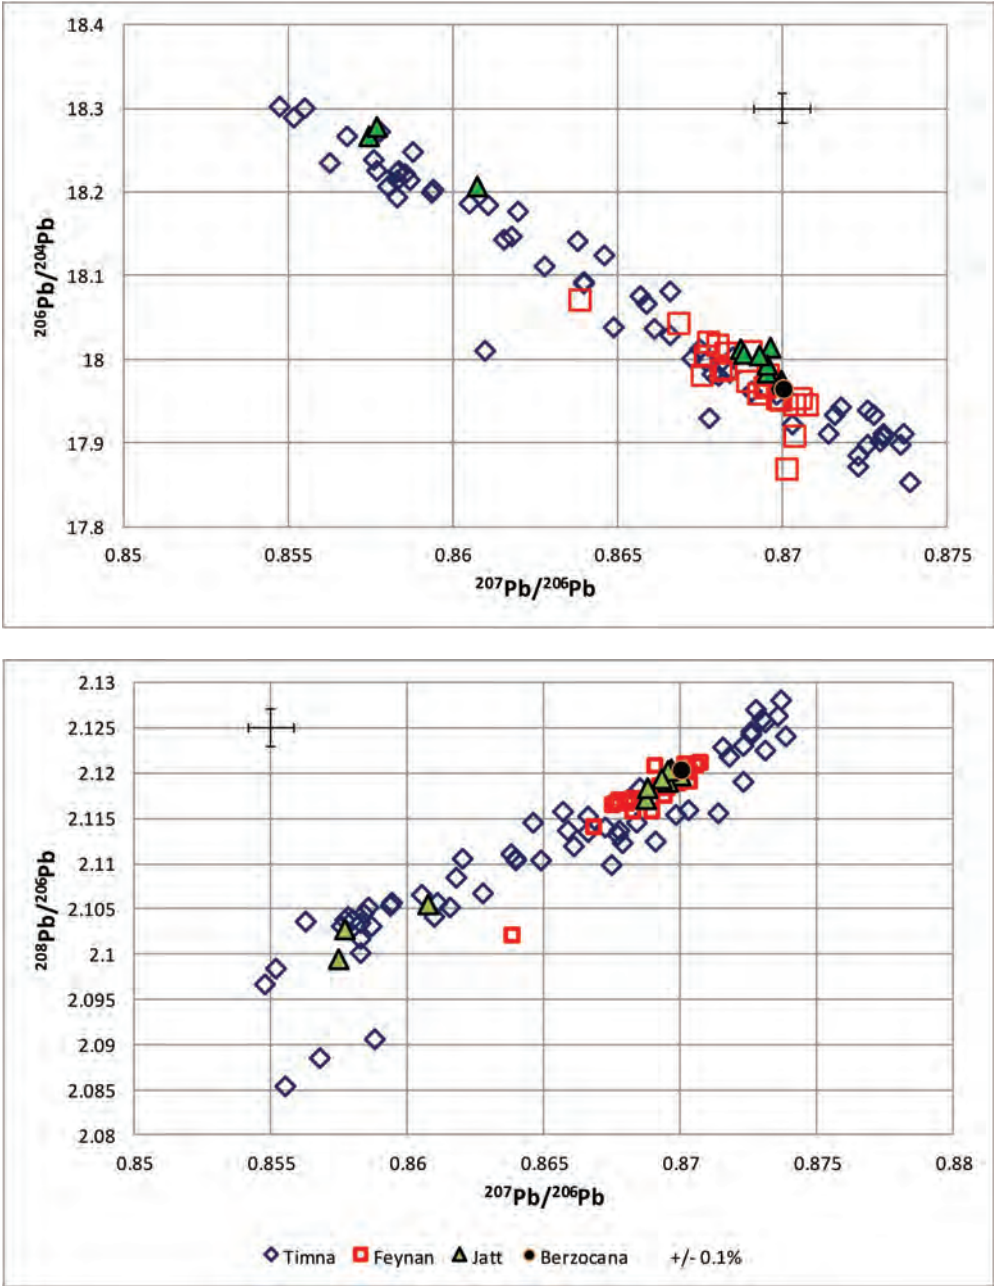 18.4
18.3
18.2
18.1
18
17.9
17.8
²⁰⁶Pb/²⁰⁴Pb
0.85 0.855 0.86 0.865 0.87 0.875
²⁰⁷Pb/²⁰⁶Pb
2.13
2.125
2.12
2.115
2.11
2.105
2.1
2.095
2.09
2.085
2.08
²⁰⁸Pb/²⁰⁶Pb
0.85 0.855 0.86 0.865 0.87 0.875 0.88
²⁰⁷Pb/²⁰⁶Pb
Timna Feynan Jatt Berzocana +/- 0.1%